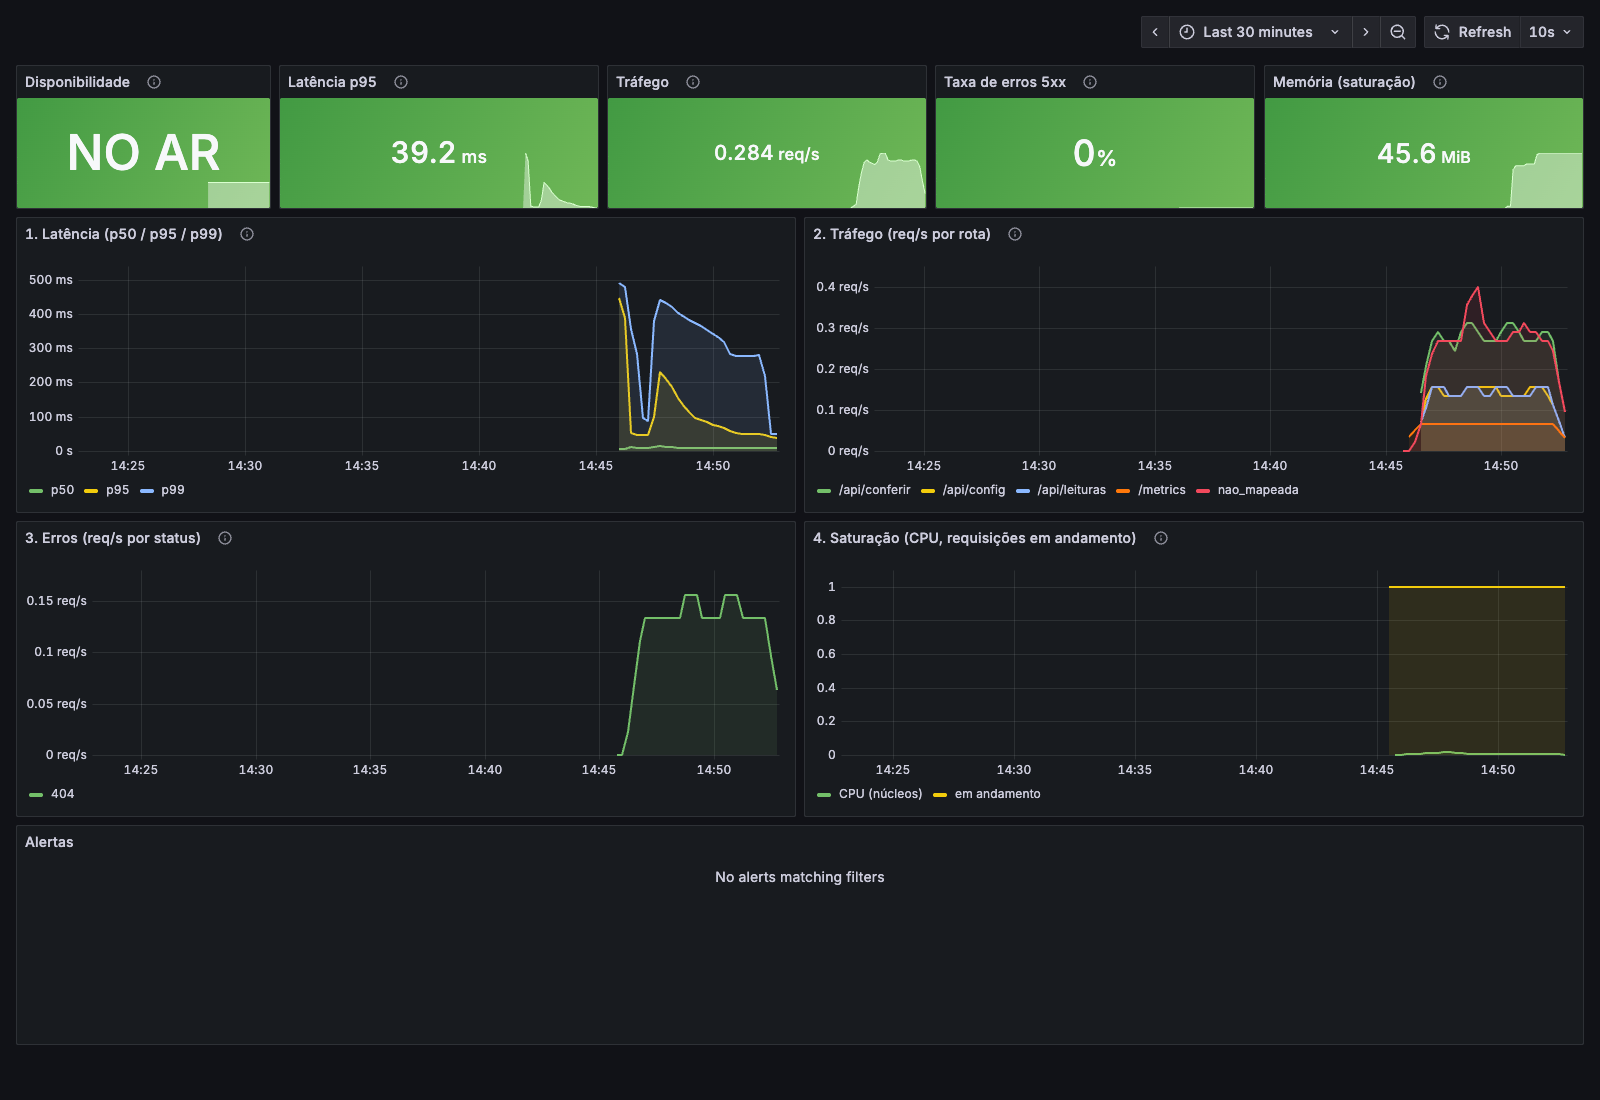 Last 30 minutes
Refresh
10s
Disponibilidade
Latência p95
Tráfego
Taxa de erros 5xx
Memória (saturação)
NO AR
39.2 ms
0.284 req/s
0%
45.6 MiB
1. Latência (p50 / p95 / p99)
500 ms
400 ms
300 ms
200 ms
100 ms
0 s
14:25 14:30 14:35 14:40 14:45 14:50
p50 p95 p99
2. Tráfego (req/s por rota)
0.4 req/s
0.3 req/s
0.2 req/s
0.1 req/s
0 req/s
14:25 14:30 14:35 14:40 14:45 14:50
/api/conferir /api/config /api/leituras /metrics nao_mapeada
3. Erros (req/s por status)
0.15 req/s
0.1 req/s
0.05 req/s
0 req/s
14:25 14:30 14:35 14:40 14:45 14:50
404
4. Saturação (CPU, requisições em andamento)
1
0.8
0.6
0.4
0.2
0
14:25 14:30 14:35 14:40 14:45 14:50
CPU (núcleos) em andamento
Alertas
No alerts matching filters